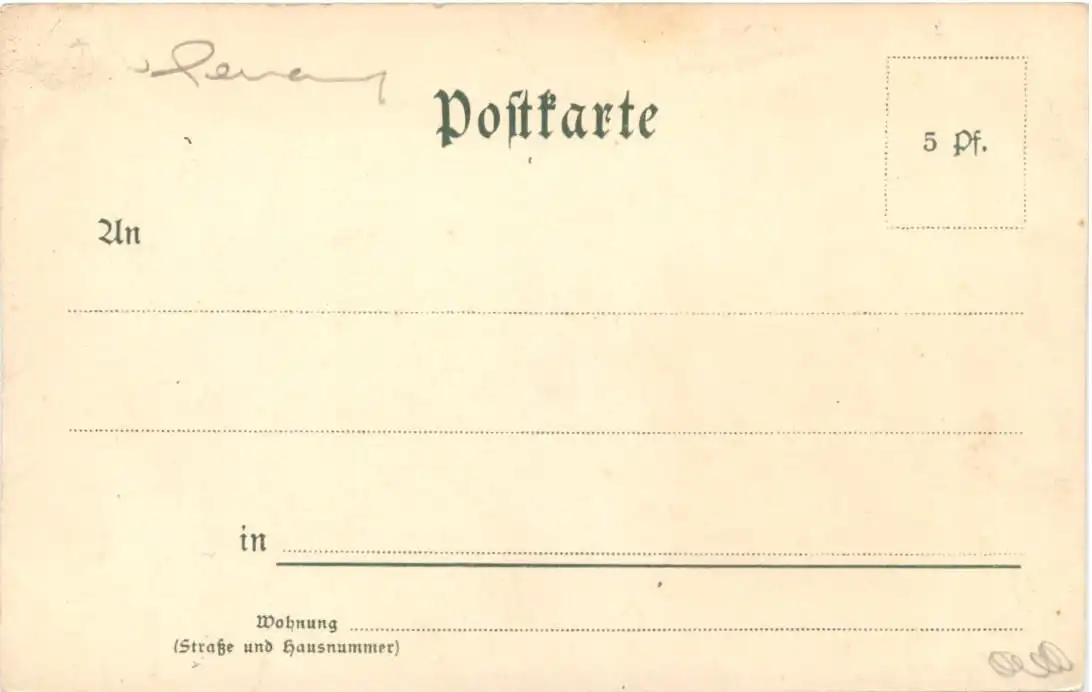 Postkarte
5 Pf.
An
in
Wohnung
(Straße und Hausnummer)